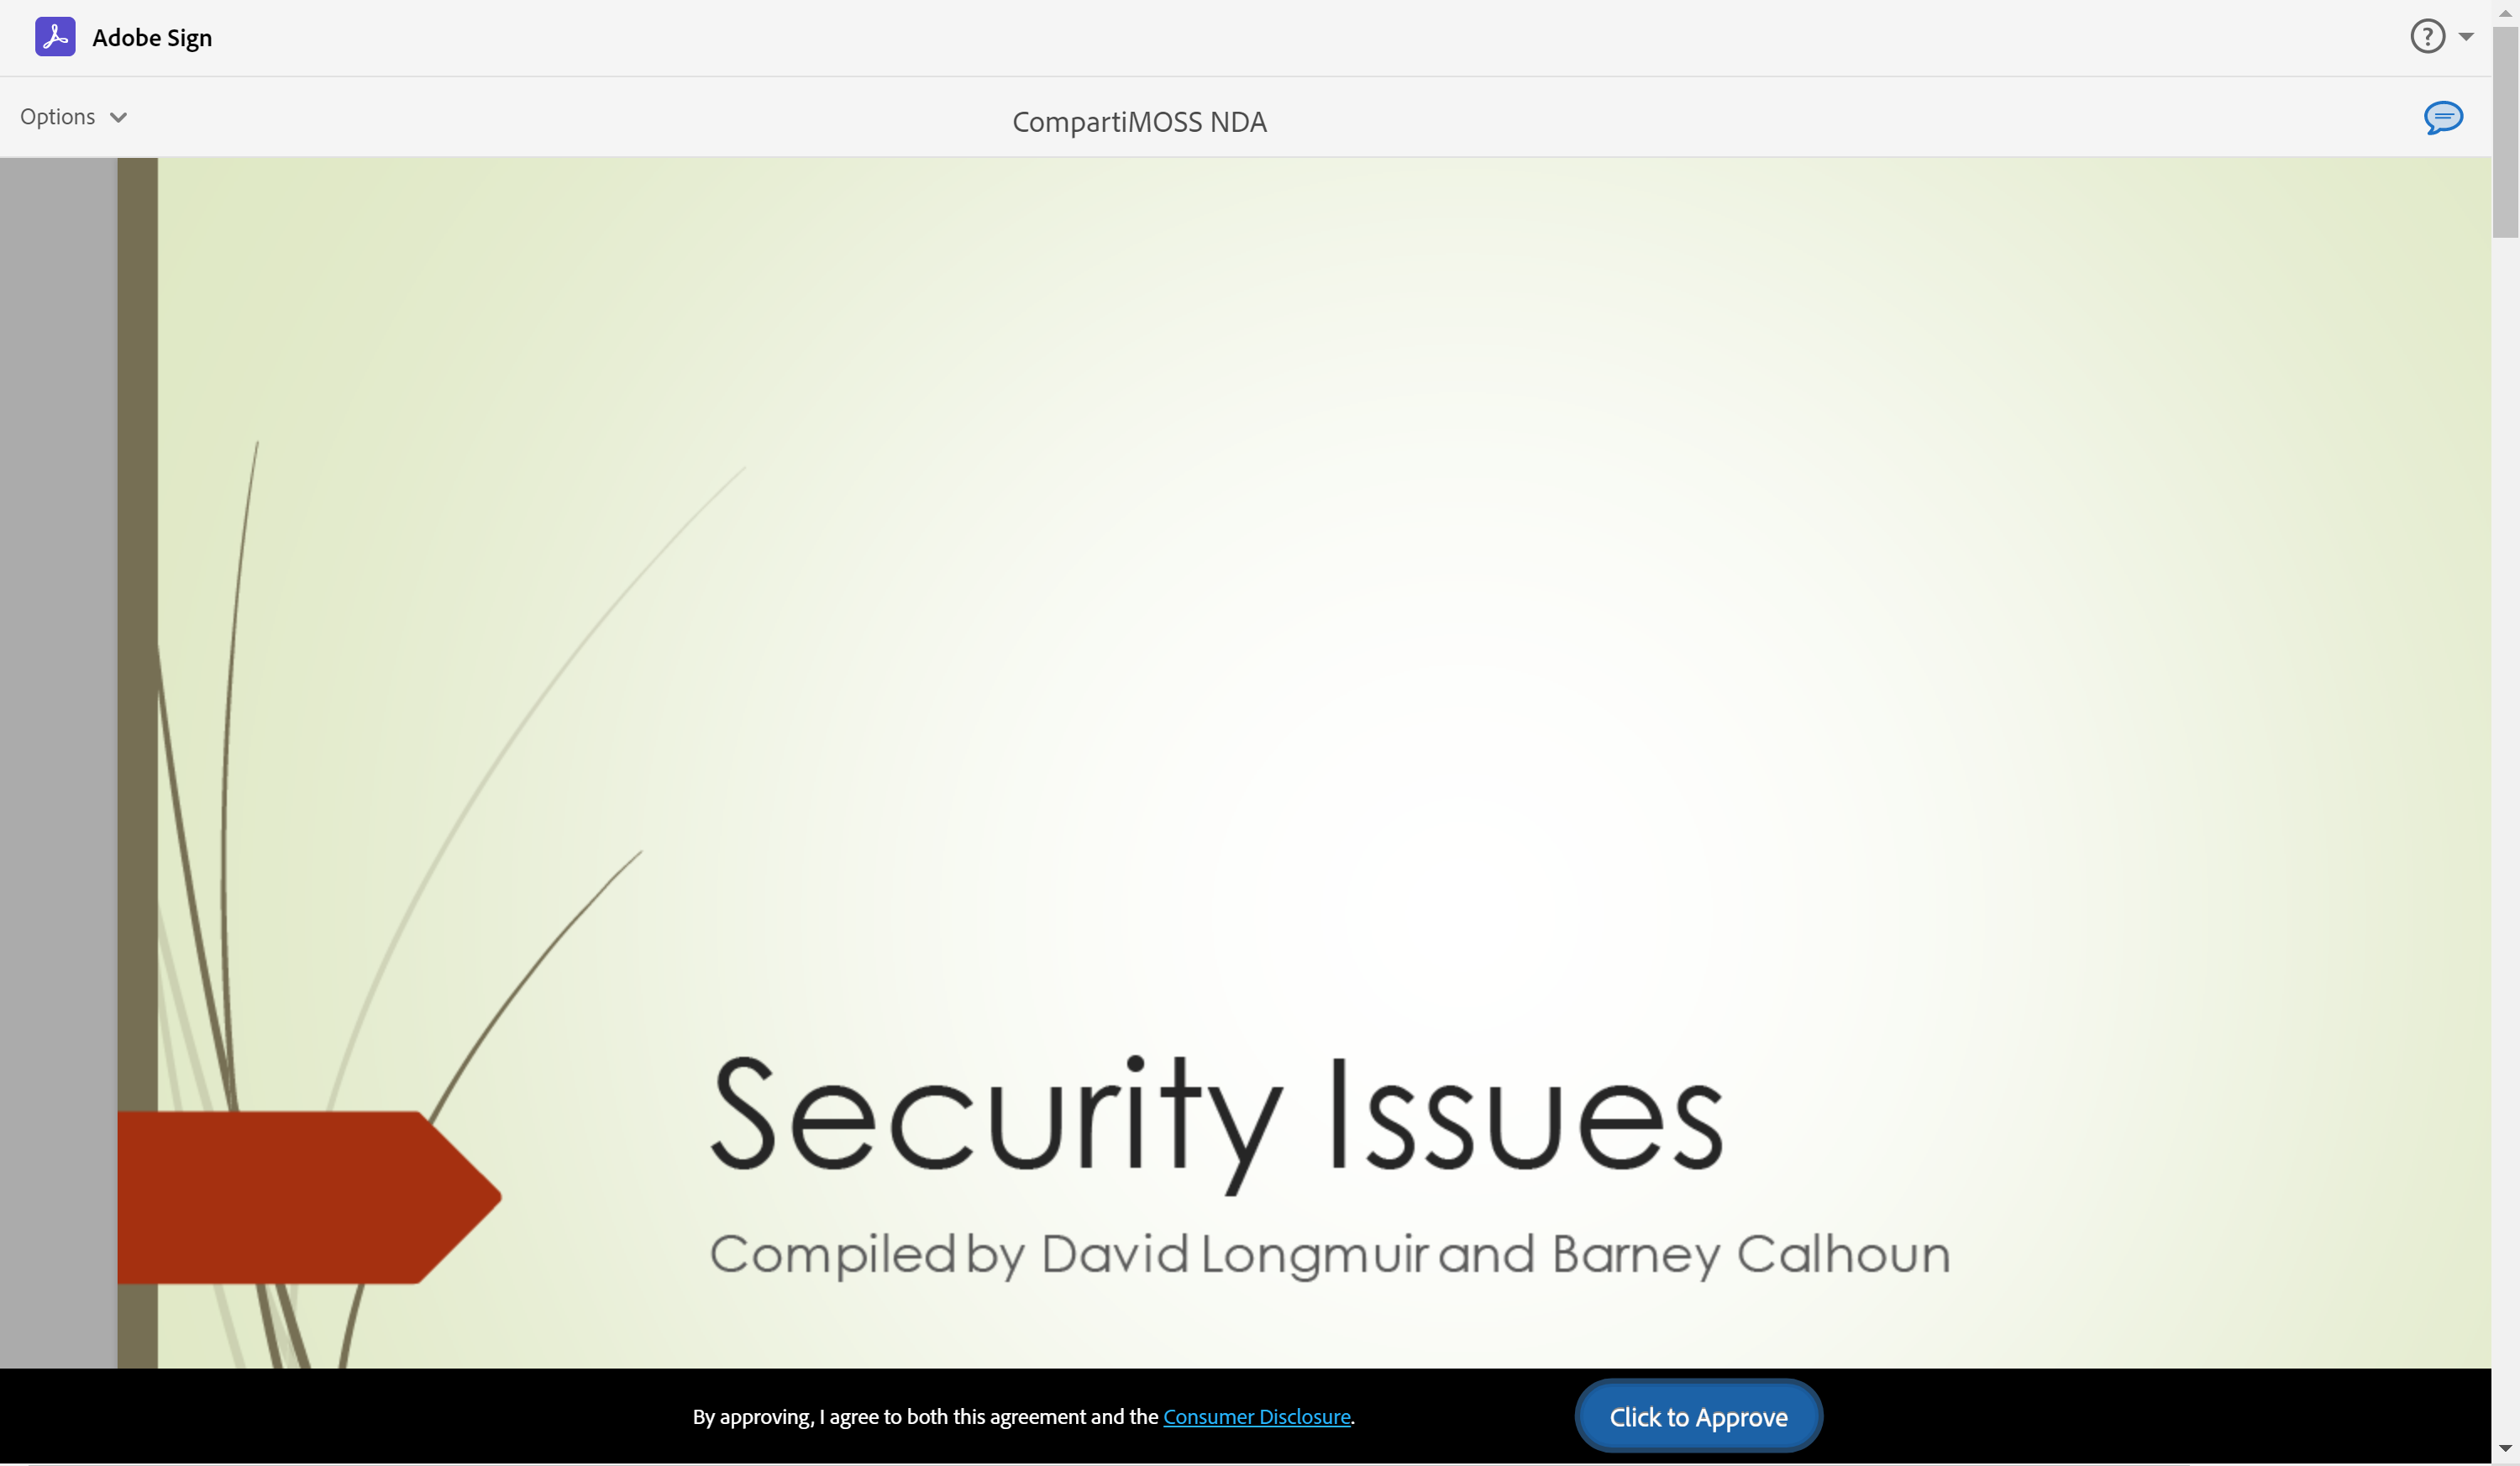 Adobe Sign
?
Options
CompartiMOSS NDA
Security Issues
Compiled by David Longmuir and Barney Calhoun
By approving, I agree to both this agreement and the Consumer Disclosure.
Click to Approve